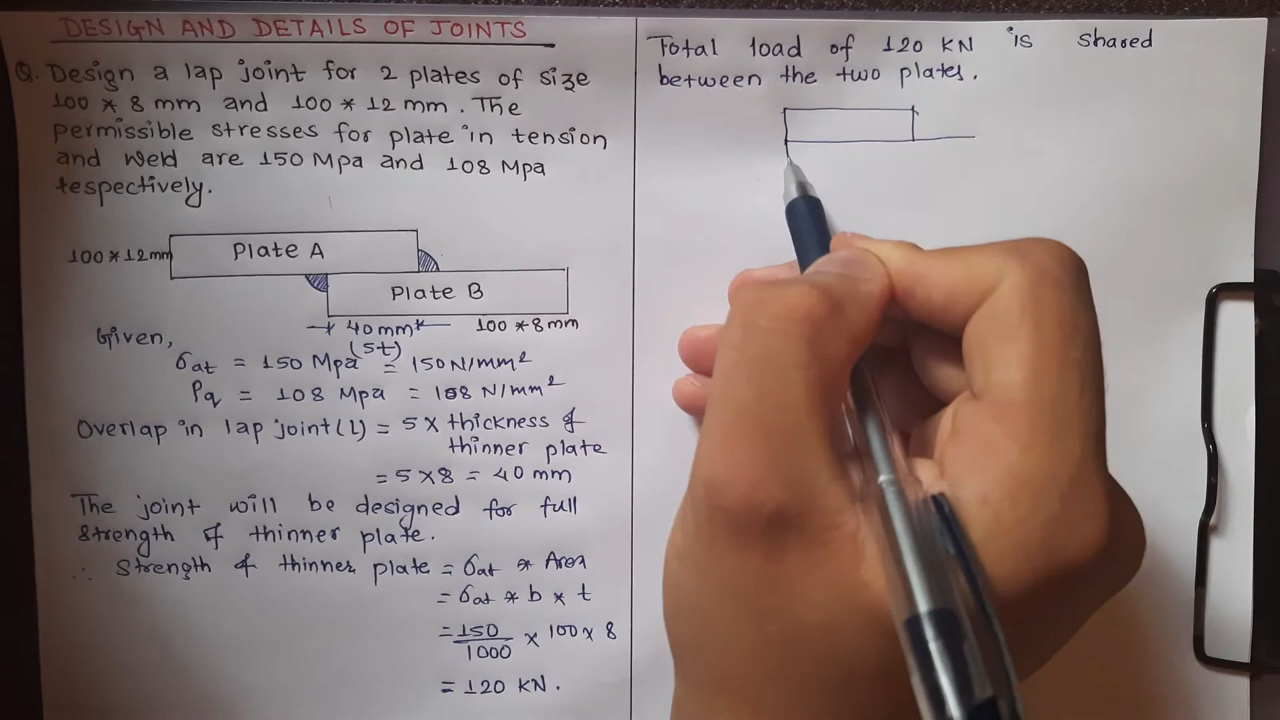 DESIGN AND DETAILS OF JOINTS
Q. Design a lap joint for 2 plates of size
100 * 8 mm and 100 * 12 mm. The
permissible stresses for plate in tension
and weld are 150 Mpa and 108 Mpa
respectively.
100 * 12mm
Plate A
Plate B
40mm
100 * 8mm
(5t)
Given,
σat = 150 Mpa = 150N/mm²
Pq = 108 Mpa = 108 N/mm²
Overlap in lap joint(L) = 5 x thickness of
thinner plate
= 5 x 8 = 40 mm
The joint will be designed for full
strength of thinner plate.
∴ Strength of thinner plate = σat * Area
= σat * b * t
= 150/1000 x 100 x 8
= 120 KN.
Total load of 120 KN is shared
between the two plates.